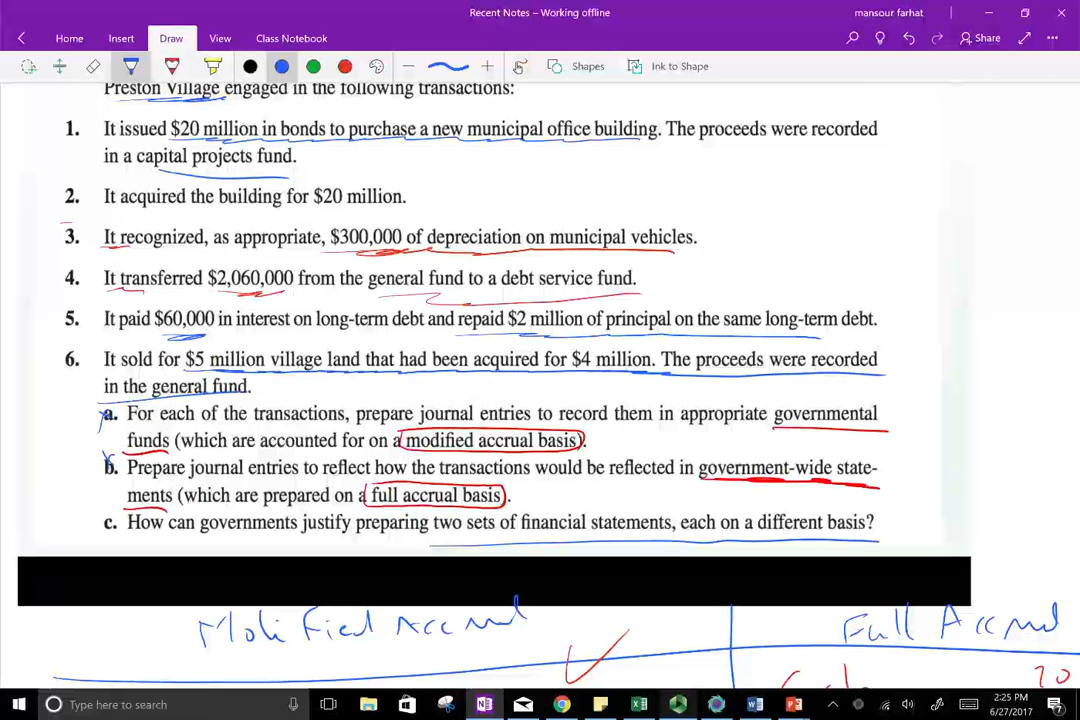 Recent Notes – Working offline
mansour farhat
Home Insert Draw View Class Notebook
Share
Shapes
Ink to Shape
Preston Village engaged in the following transactions:
1. It issued $20 million in bonds to purchase a new municipal office building. The proceeds were recorded
in a capital projects fund.
2. It acquired the building for $20 million.
3. It recognized, as appropriate, $300,000 of depreciation on municipal vehicles.
4. It transferred $2,060,000 from the general fund to a debt service fund.
5. It paid $60,000 in interest on long-term debt and repaid $2 million of principal on the same long-term debt.
6. It sold for $5 million village land that had been acquired for $4 million. The proceeds were recorded
in the general fund.
a. For each of the transactions, prepare journal entries to record them in appropriate governmental
funds (which are accounted for on a modified accrual basis).
b. Prepare journal entries to reflect how the transactions would be reflected in government-wide state-
ments (which are prepared on a full accrual basis).
c. How can governments justify preparing two sets of financial statements, each on a different basis?
Modified Accrual
Full Accrual
20
Type here to search
2:25 PM
6/27/2017